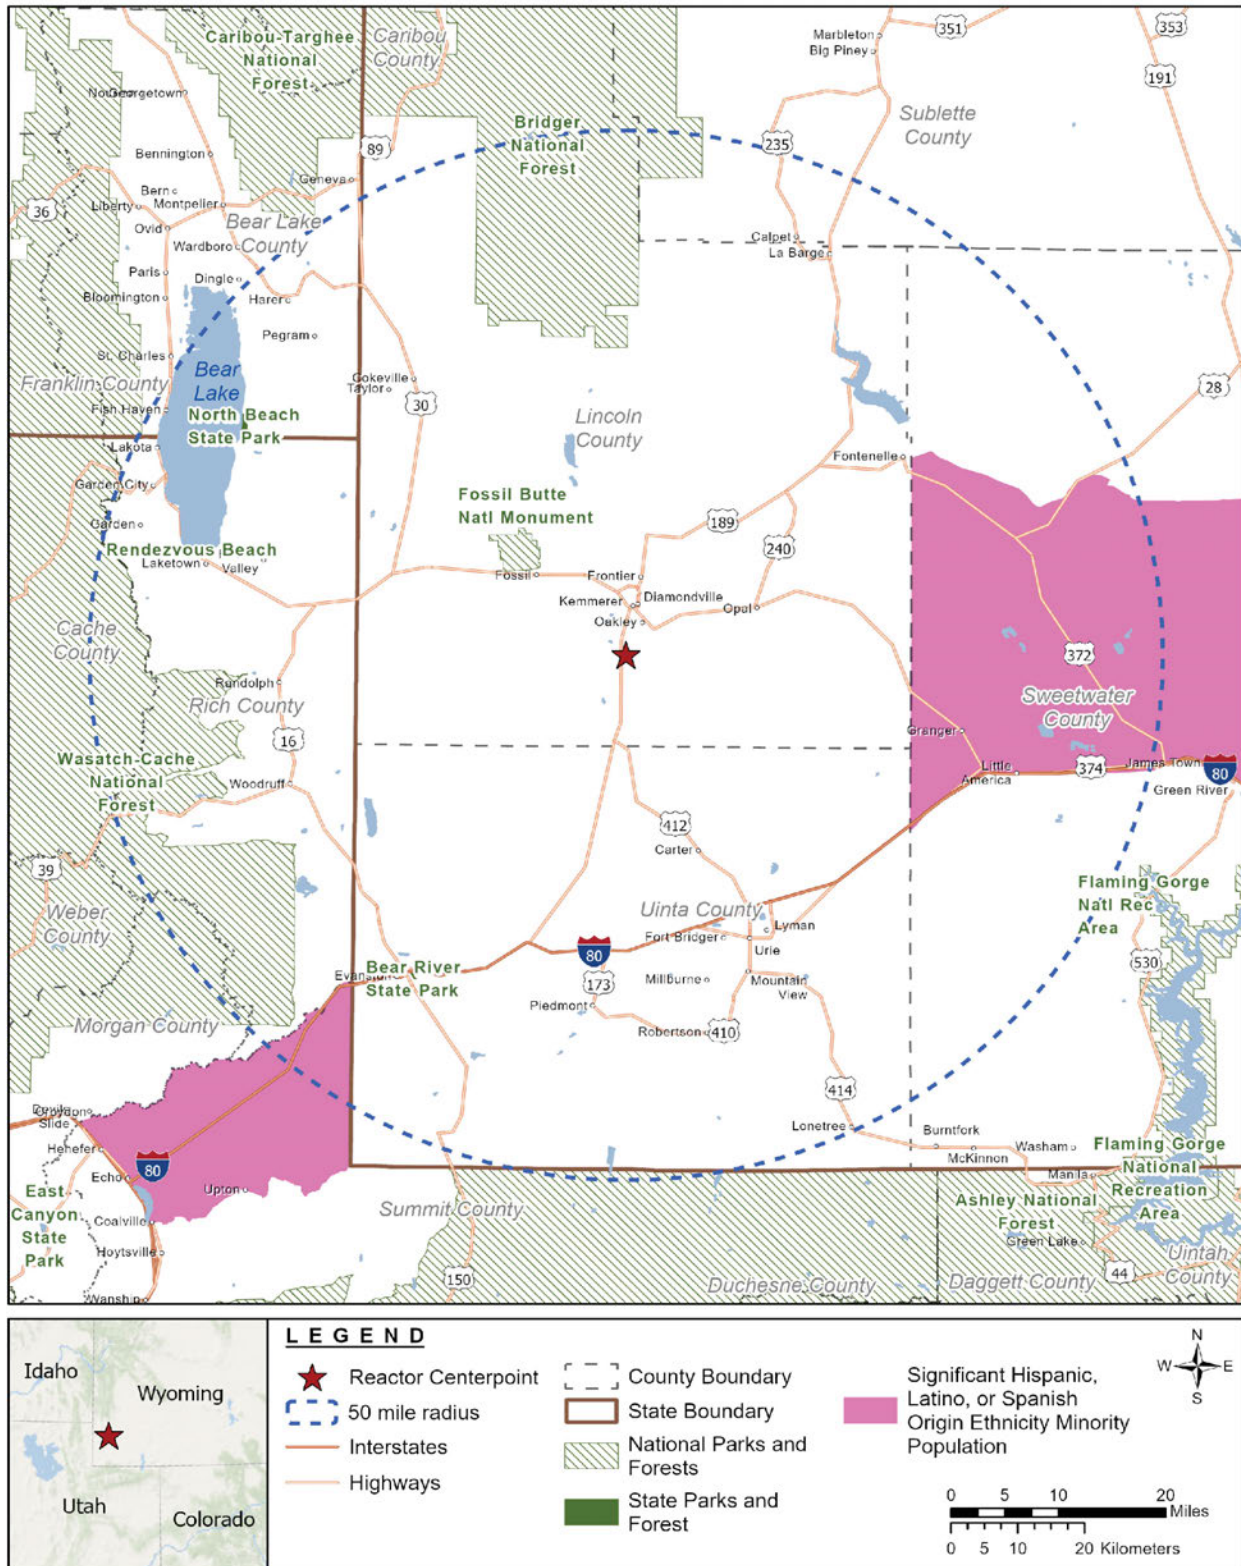 Caribou-Targhee
National
Forest
Caribou
County
Marbleton
Big Piney
351
353
191
Georgetown
Bridger
National
Forest
Sublette
County
235
89
Bennington
Geneva
Bern
Liberty
Montpelier
36
Ovid
Bear Lake
County
Wardboro
Calpet
La Barge
Paris
Dingle
Bloomington
Harer
Pegram
St. Charles
Franklin County
Bear
Lake
Cokeville
Taylor
30
28
Fish Haven
North Beach
State Park
Lincoln
County
Lakota
Fontenelle
Garden City
Fossil Butte
Natl Monument
189
Garden
240
Rendezvous Beach
Laketown
Valley
Fossil
Frontier
Kemmerer
Diamondville
Oakley
Opal
Cache
County
372
Randolph
Rich County
Sweetwater
County
16
Granger
Wasatch-Cache
National
Forest
Woodruff
Little
America
374
James Town
80
Green River
412
Carter
39
Weber
County
Flaming Gorge
Natl Rec
Area
Uinta County
Lyman
Fort Bridger
Urie
80
530
Evanston
Bear River
State Park
173
Millburne
Mountain
View
Piedmont
Morgan County
Robertson
410
414
Croydon
Slide
Lonetree
Burntfork
McKinnon
Washam
Henefer
80
Echo
Manila
Flaming Gorge
National
Recreation
Area
East
Canyon
State
Park
Upton
Summit County
Ashley National
Forest
Coalville
Green Lake
Hoytsville
Uintah
County
150
Duchesne County
Daggett County
44
Wanship
Idaho
Wyoming
Utah
Colorado
LEGEND
Reactor Centerpoint
50 mile radius
Interstates
Highways
County Boundary
State Boundary
National Parks and
Forests
State Parks and
Forest
Significant Hispanic,
Latino, or Spanish
Origin Ethnicity Minority
Population
N
W
E
S
0 5 10 20
Miles
0 5 10 20 Kilometers